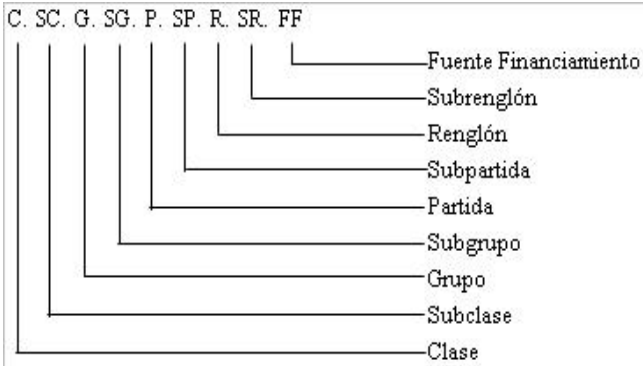 C. SC. G. SG. P. SP. R. SR. FF
Fuente Financiamiento
Subrenglón
Renglón
Subpartida
Partida
Subgrupo
Grupo
Subclase
Clase